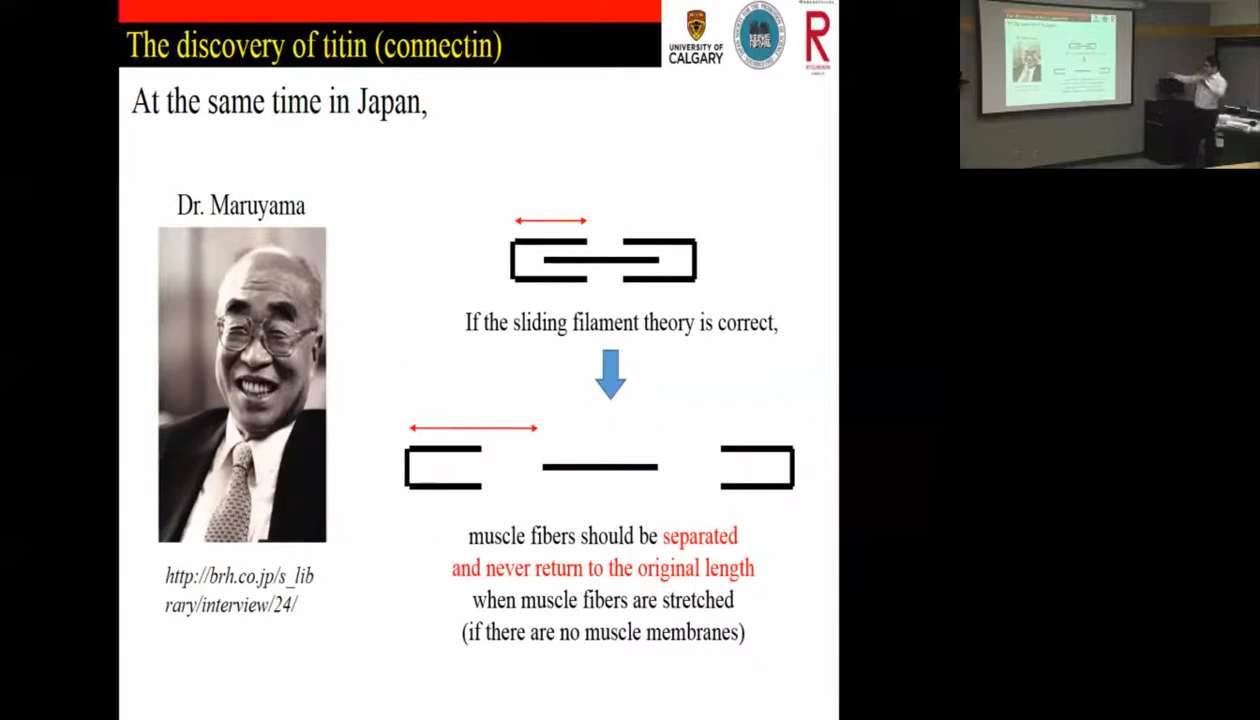 The discovery of titin (connectin)
UNIVERSITY OF
CALGARY
R
At the same time in Japan,
Dr. Maruyama
http://brh.co.jp/s_lib
rary/interview/24/
If the sliding filament theory is correct,
muscle fibers should be separated
and never return to the original length
when muscle fibers are stretched
(if there are no muscle membranes)